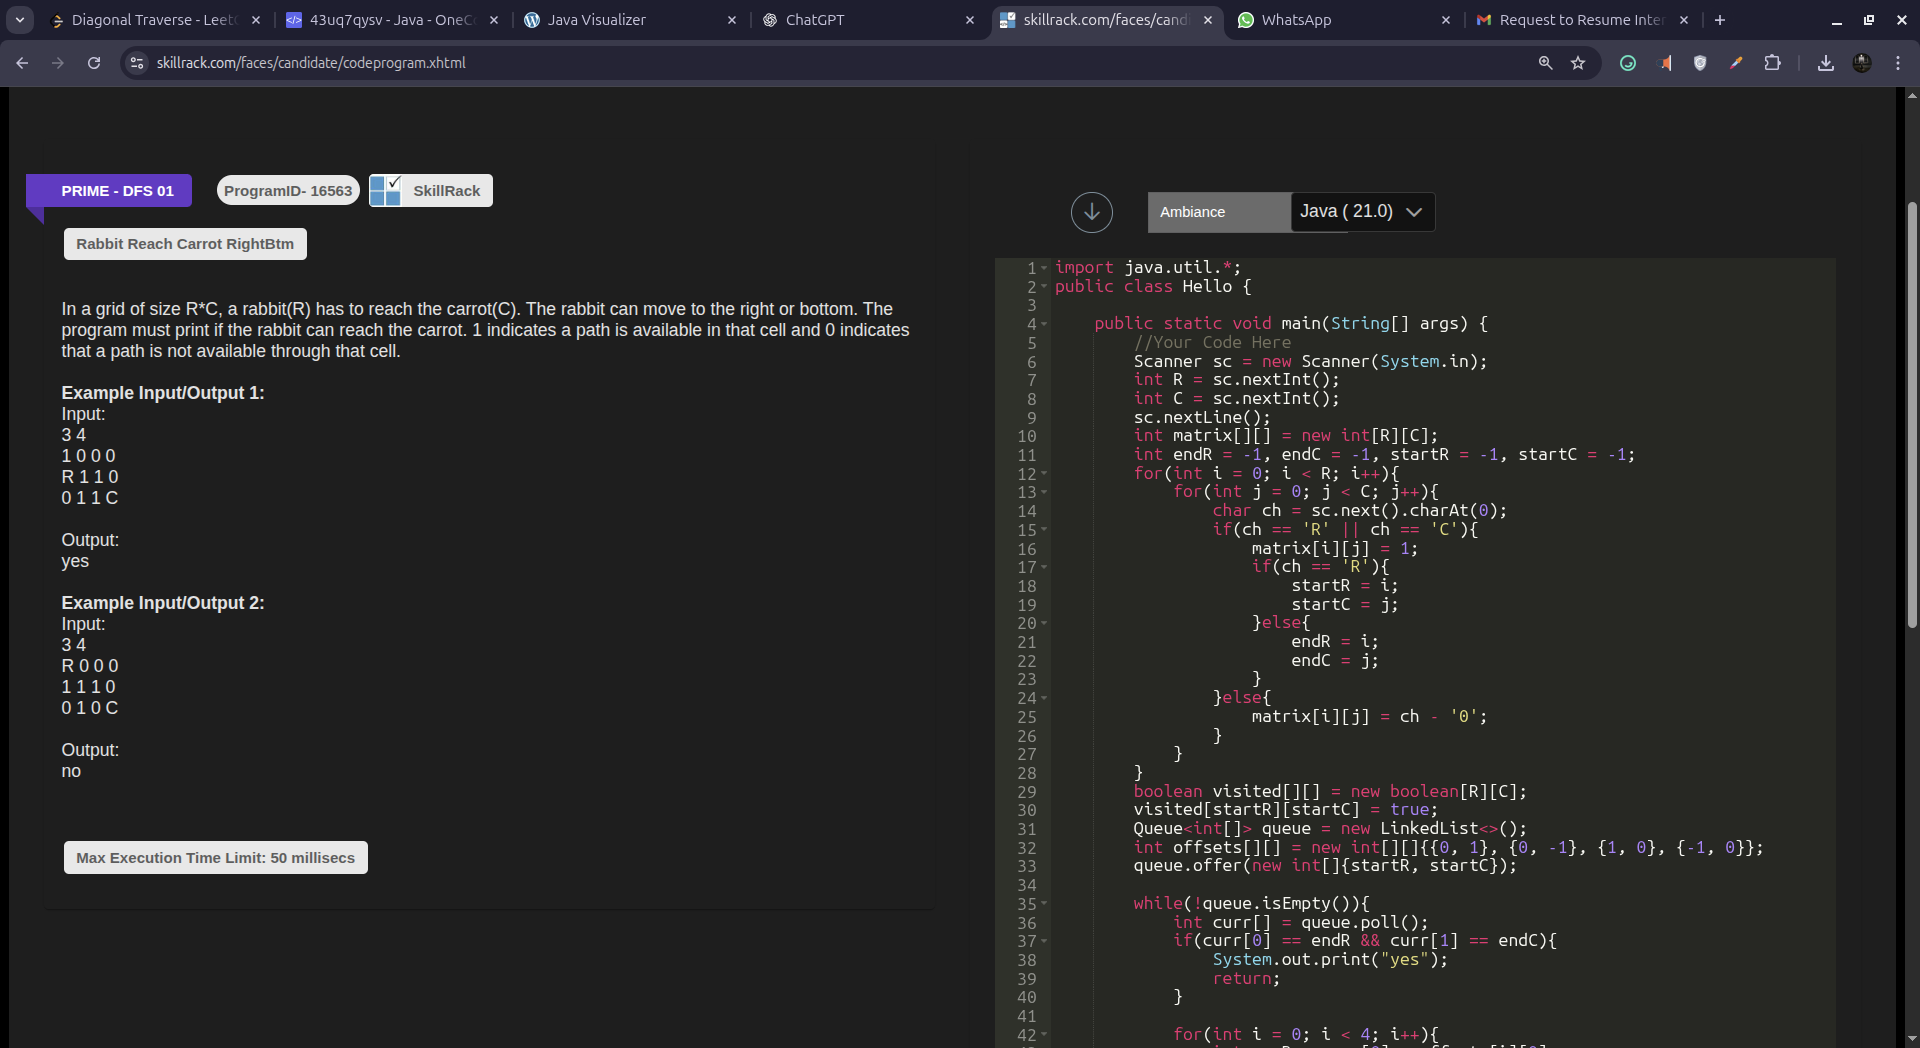 Diagonal Traverse - Leet
43uq7qysv - Java - OneCo
Java Visualizer
ChatGPT
skillrack.com/faces/candi
WhatsApp
Request to Resume Inter
skillrack.com/faces/candidate/codeprogram.xhtml
PRIME - DFS 01
ProgramID- 16563
SkillRack
Rabbit Reach Carrot RightBtm
In a grid of size R*C, a rabbit(R) has to reach the carrot(C). The rabbit can move to the right or bottom. The
program must print if the rabbit can reach the carrot. 1 indicates a path is available in that cell and 0 indicates
that a path is not available through that cell.
Example Input/Output 1:
Input:
3 4
1 0 0 0
R 1 1 0
0 1 1 C
Output:
yes
Example Input/Output 2:
Input:
3 4
R 0 0 0
1 1 1 0
0 1 0 C
Output:
no
Max Execution Time Limit: 50 millisecs
Ambiance
Java ( 21.0)
1 import java.util.*;
2 public class Hello {
3
4     public static void main(String[] args) {
5         //Your Code Here
6         Scanner sc = new Scanner(System.in);
7         int R = sc.nextInt();
8         int C = sc.nextInt();
9         sc.nextLine();
10         int matrix[][] = new int[R][C];
11         int endR = -1, endC = -1, startR = -1, startC = -1;
12         for(int i = 0; i < R; i++){
13             for(int j = 0; j < C; j++){
14                 char ch = sc.next().charAt(0);
15                 if(ch == 'R' || ch == 'C'){
16                     matrix[i][j] = 1;
17                     if(ch == 'R'){
18                         startR = i;
19                         startC = j;
20                     }else{
21                         endR = i;
22                         endC = j;
23                     }
24                 }else{
25                     matrix[i][j] = ch - '0';
26                 }
27             }
28         }
29         boolean visited[][] = new boolean[R][C];
30         visited[startR][startC] = true;
31         Queue<int[]> queue = new LinkedList<>();
32         int offsets[][] = new int[][]{{0, 1}, {0, -1}, {1, 0}, {-1, 0}};
33         queue.offer(new int[]{startR, startC});
34
35         while(!queue.isEmpty()){
36             int curr[] = queue.poll();
37             if(curr[0] == endR && curr[1] == endC){
38                 System.out.print("yes");
39                 return;
40             }
41
42             for(int i = 0; i < 4; i++){